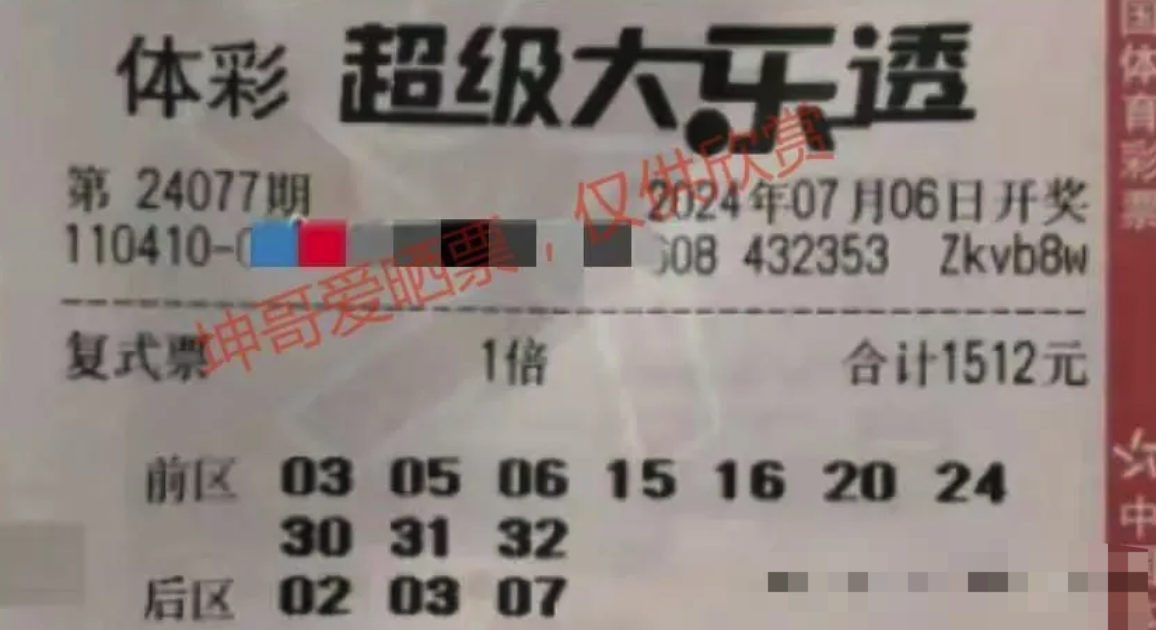 体彩 超级大乐透
第 24077期 2024年07月06日开奖
110410-0 608 432353 Zkvb8w
坤哥爱晒票，仅供欣赏
复式票 1倍 合计1512元
前区 03 05 06 15 16 20 24
30 31 32
后区 02 03 07
国体育彩票
中